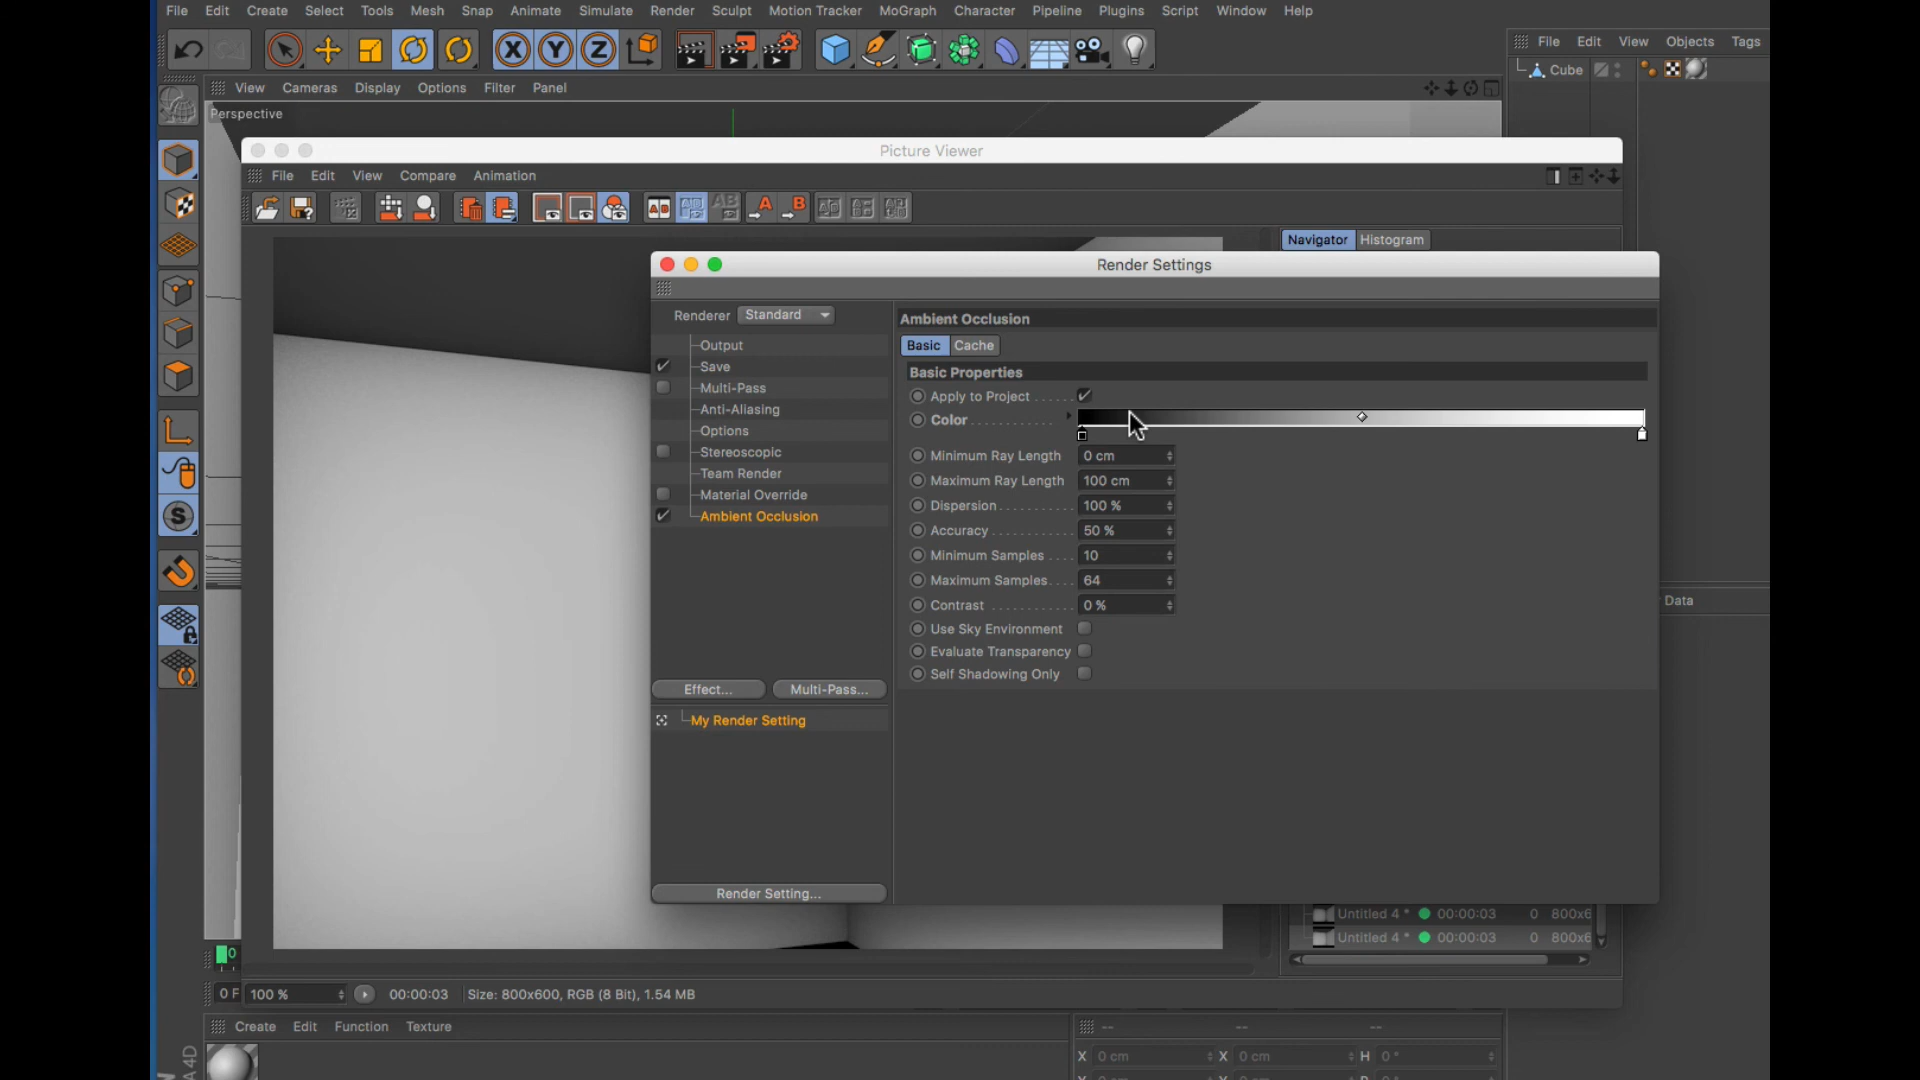 File Edit Create Select Tools Mesh Snap Animate Simulate Render Sculpt Motion Tracker MoGraph Character Pipeline Plugins Script Window Help
File Edit View Objects Tags
Cube
View Cameras Display Options Filter Panel
Perspective
Picture Viewer
File Edit View Compare Animation
Navigator Histogram
Render Settings
Renderer Standard
Output
Save
Multi-Pass
Anti-Aliasing
Options
Stereoscopic
Team Render
Material Override
Ambient Occlusion
Effect... Multi-Pass...
My Render Setting
Render Setting...
Ambient Occlusion
Basic Cache
Basic Properties
Apply to Project
Color
Minimum Ray Length 0 cm
Maximum Ray Length 100 cm
Dispersion 100 %
Accuracy 50 %
Minimum Samples 10
Maximum Samples 64
Contrast 0 %
Use Sky Environment
Evaluate Transparency
Self Shadowing Only
Data
Untitled 4 * 00:00:03 0 800x6
Untitled 4 * 00:00:03 0 800x6
0
0 F 100 % 00:00:03 Size: 800x600, RGB (8 Bit), 1.54 MB
Create Edit Function Texture
-- -- --
X 0 cm X 0 cm H 0 °